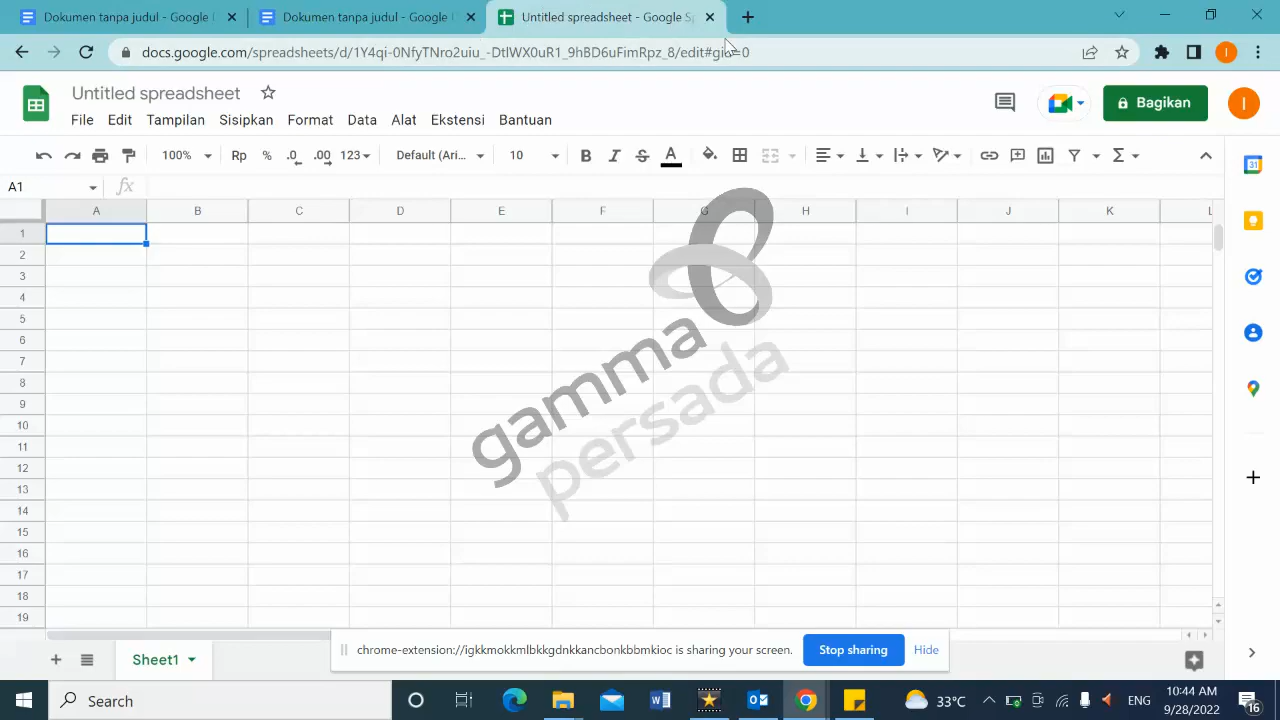 Dokumen tanpa judul - Google
Dokumen tanpa judul - Google
Untitled spreadsheet - Google Sp
docs.google.com/spreadsheets/d/1Y4qi-0NfyTNro2uiu_-DtlWX0uR1_9hBD6uFimRpz_8/edit#gid=0
I
Untitled spreadsheet
File Edit Tampilan Sisipkan Format Data Alat Ekstensi Bantuan
Bagikan
I
100% Rp % .0 .00 123 Default (Ari... 10 B I S A Σ
31
A1 fx
A B C D E F G H I J K L
1
2
3
4
5
6
7
8
9
10
11
12
13
14
15
16
17
18
19
gamma
persada
chrome-extension://igkkmokkmlbkkgdnkkancbonkbbmkioc is sharing your screen. Stop sharing Hide
Sheet1
Search
33°C ENG
10:44 AM
9/28/2022
16